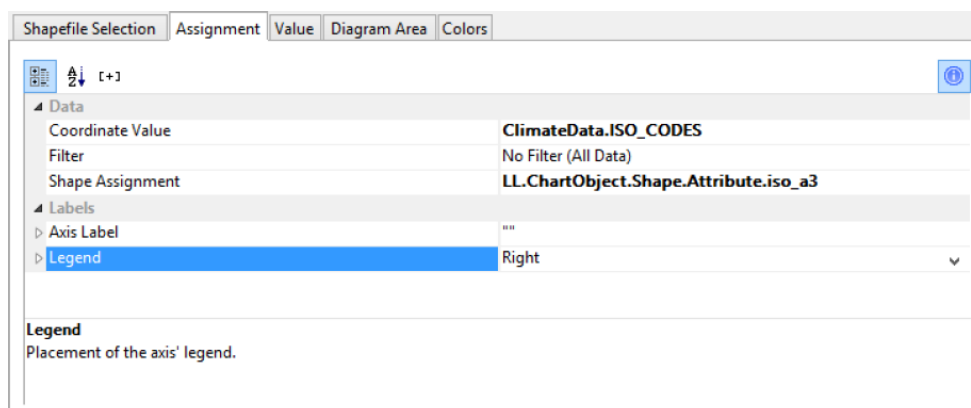 Shapefile Selection Assignment Value Diagram Area Colors
A Z [+]
Data
Coordinate Value ClimateData.ISO_CODES
Filter No Filter (All Data)
Shape Assignment LL.ChartObject.Shape.Attribute.iso_a3
Labels
Axis Label ""
Legend Right
Legend
Placement of the axis' legend.